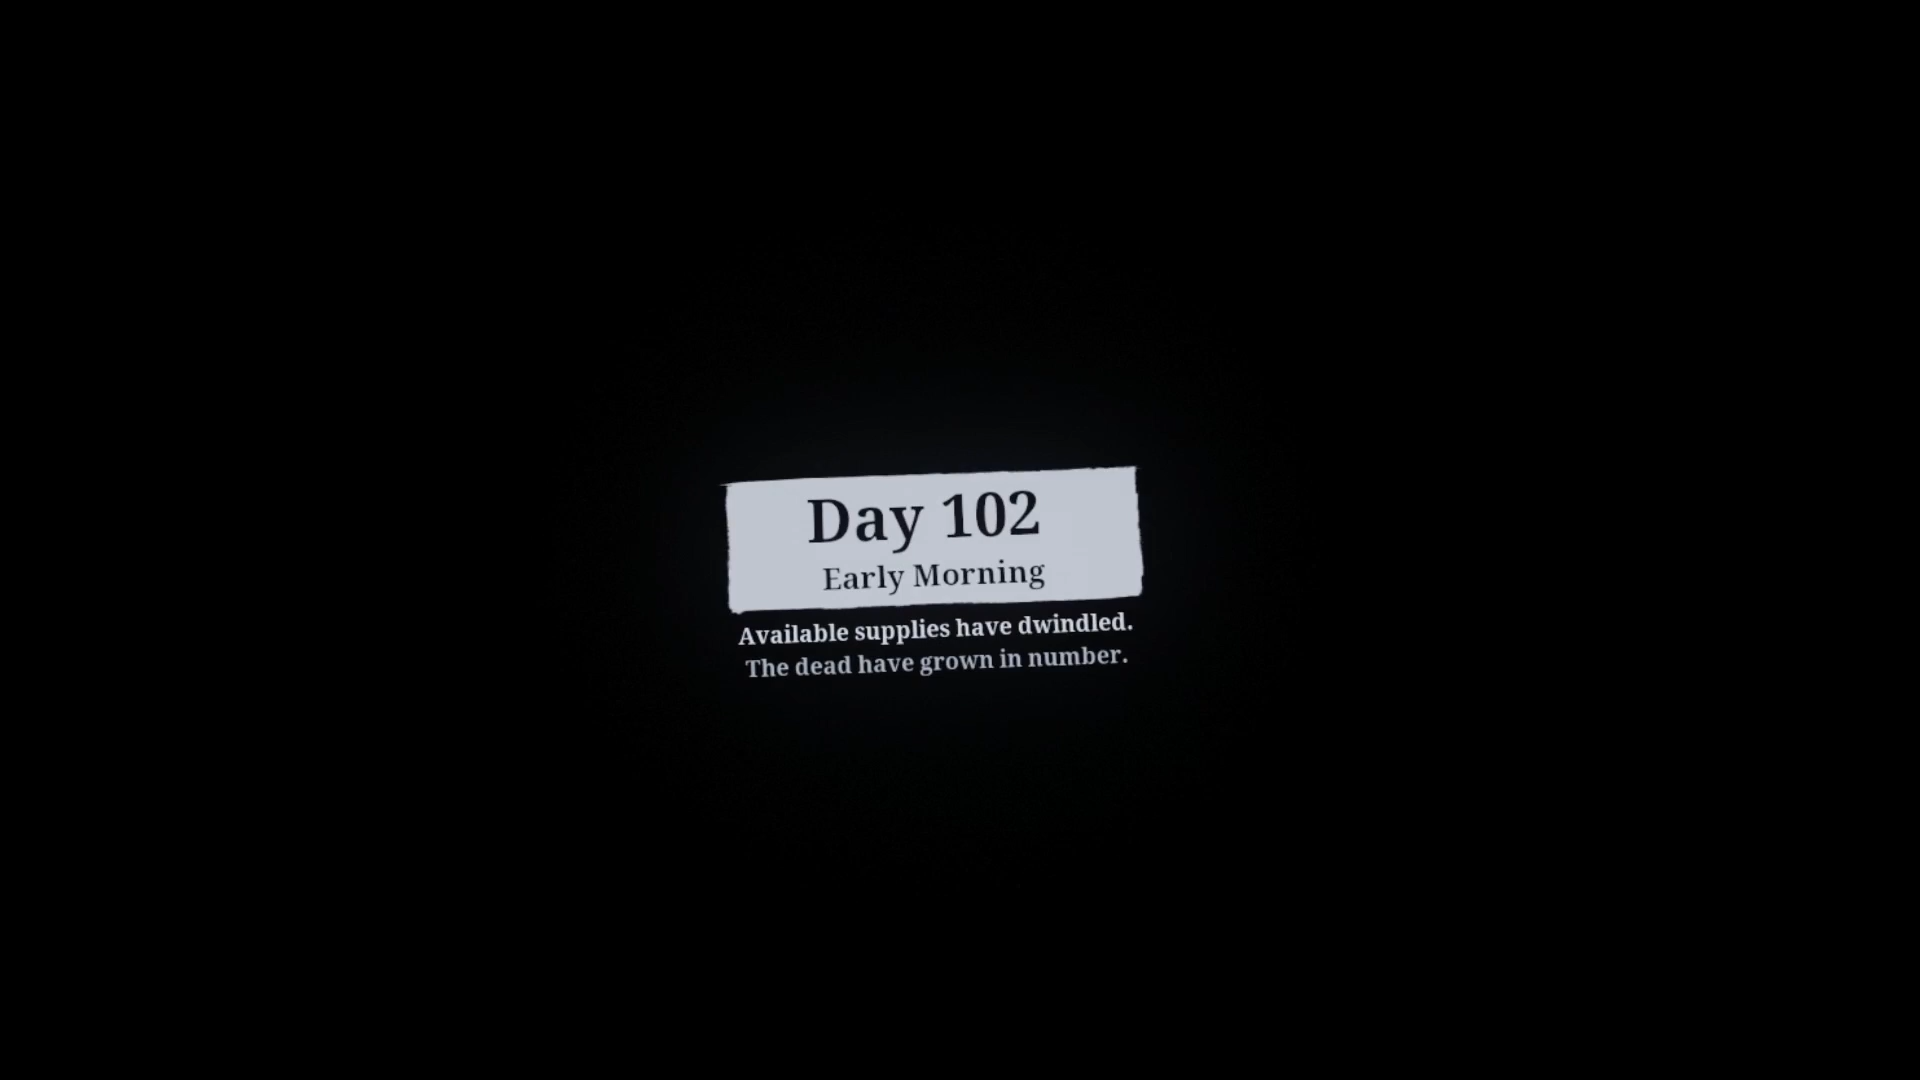 Day 102
Early Morning
Available supplies have dwindled.
The dead have grown in number.